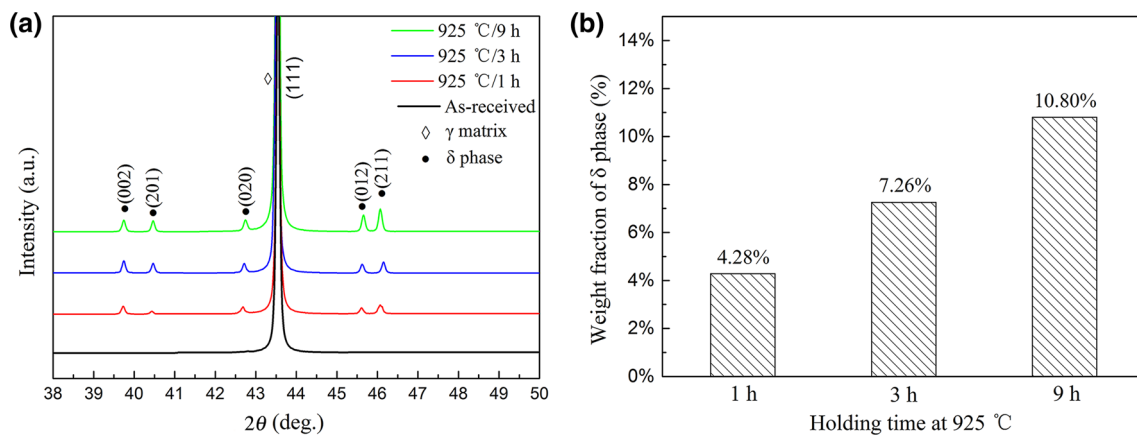 (a)
925 ℃/9 h
925 ℃/3 h
925 ℃/1 h
As-received
◊ γ matrix
● δ phase
◊
(111)
●(002)
●(201)
●(020)
●(012)
●(211)
Intensity (a.u.)
38 39 40 41 42 43 44 45 46 47 48 49 50
2θ (deg.)
(b)
14%
12%
10%
8%
6%
4%
2%
0%
Weight fraction of δ phase (%)
4.28%
7.26%
10.80%
1 h 3 h 9 h
Holding time at 925 ℃